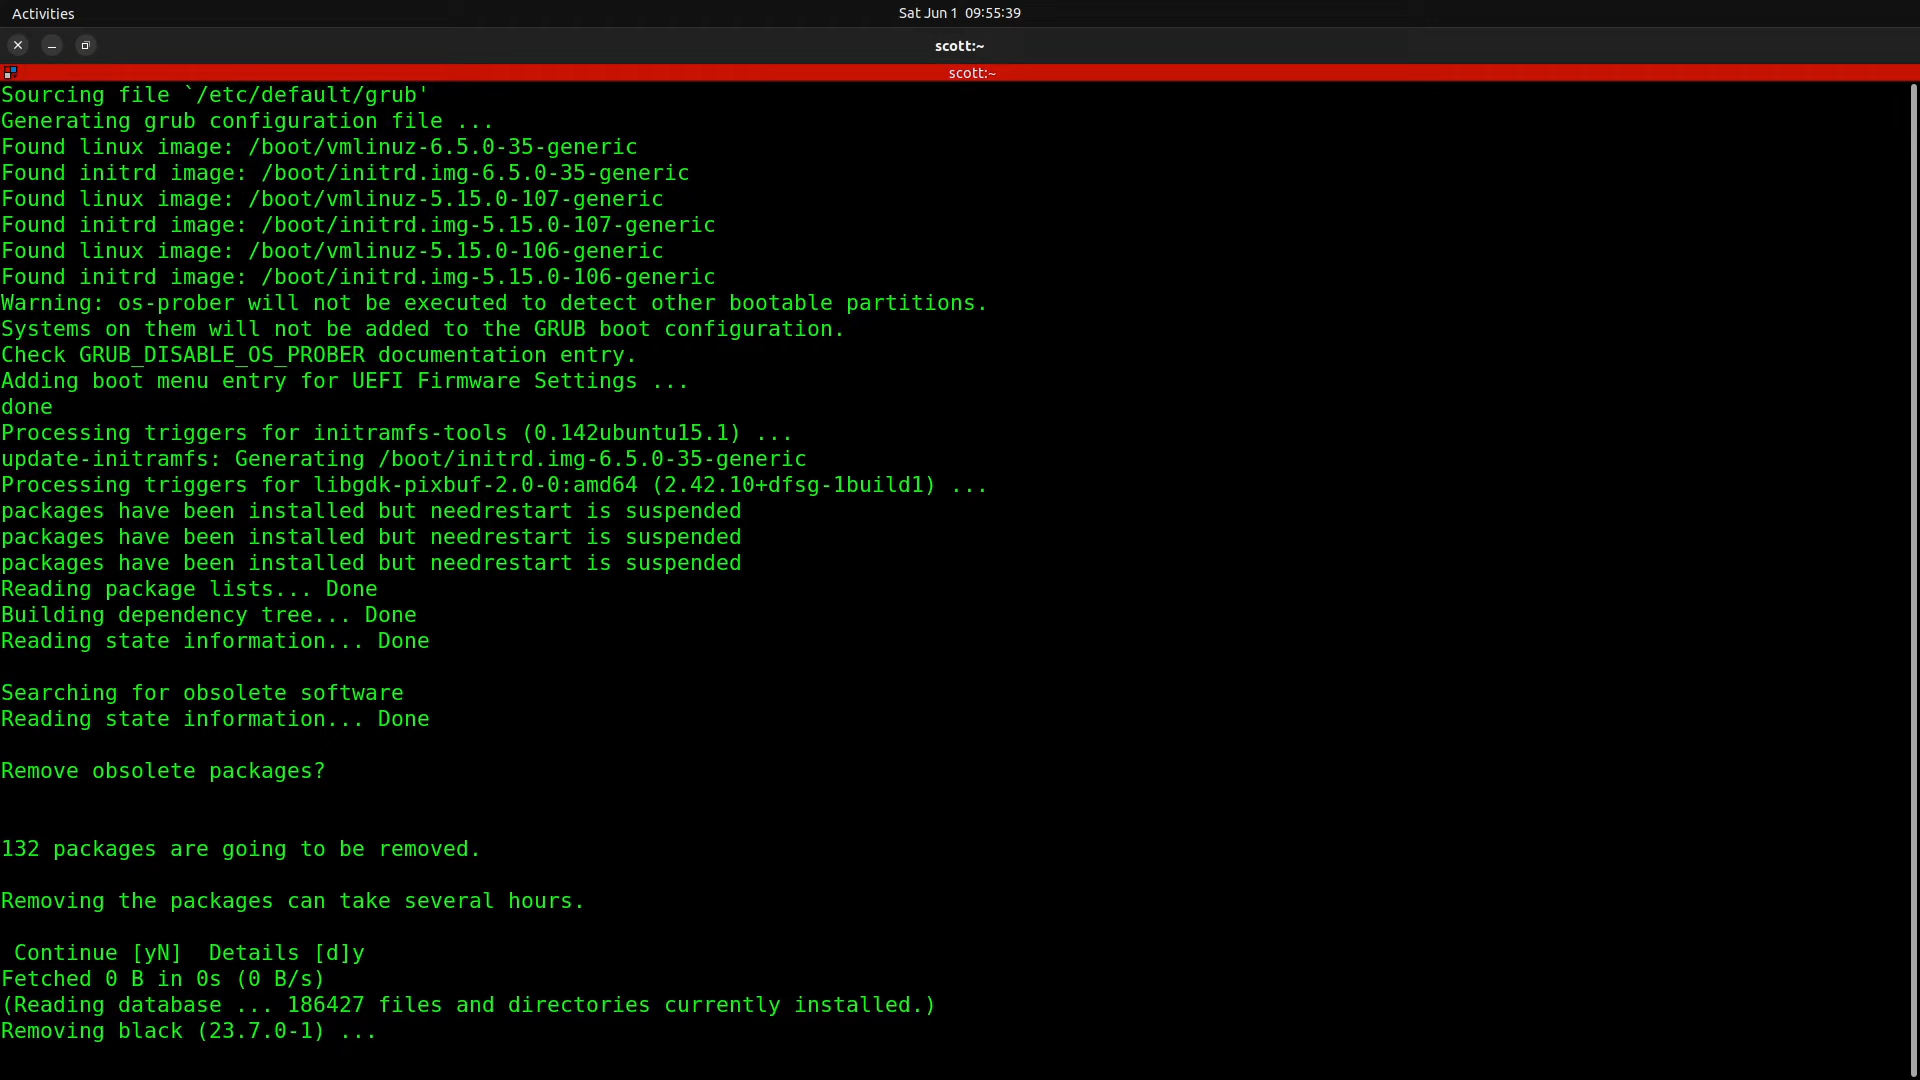 Activities
Sat Jun 1  09:55:39
scott:~
scott:~
Sourcing file `/etc/default/grub'
Generating grub configuration file ...
Found linux image: /boot/vmlinuz-6.5.0-35-generic
Found initrd image: /boot/initrd.img-6.5.0-35-generic
Found linux image: /boot/vmlinuz-5.15.0-107-generic
Found initrd image: /boot/initrd.img-5.15.0-107-generic
Found linux image: /boot/vmlinuz-5.15.0-106-generic
Found initrd image: /boot/initrd.img-5.15.0-106-generic
Warning: os-prober will not be executed to detect other bootable partitions.
Systems on them will not be added to the GRUB boot configuration.
Check GRUB_DISABLE_OS_PROBER documentation entry.
Adding boot menu entry for UEFI Firmware Settings ...
done
Processing triggers for initramfs-tools (0.142ubuntu15.1) ...
update-initramfs: Generating /boot/initrd.img-6.5.0-35-generic
Processing triggers for libgdk-pixbuf-2.0-0:amd64 (2.42.10+dfsg-1build1) ...
packages have been installed but needrestart is suspended
packages have been installed but needrestart is suspended
packages have been installed but needrestart is suspended
Reading package lists... Done
Building dependency tree... Done
Reading state information... Done
Searching for obsolete software
Reading state information... Done
Remove obsolete packages?
132 packages are going to be removed.
Removing the packages can take several hours.
 Continue [yN]  Details [d]y
Fetched 0 B in 0s (0 B/s)
(Reading database ... 186427 files and directories currently installed.)
Removing black (23.7.0-1) ...